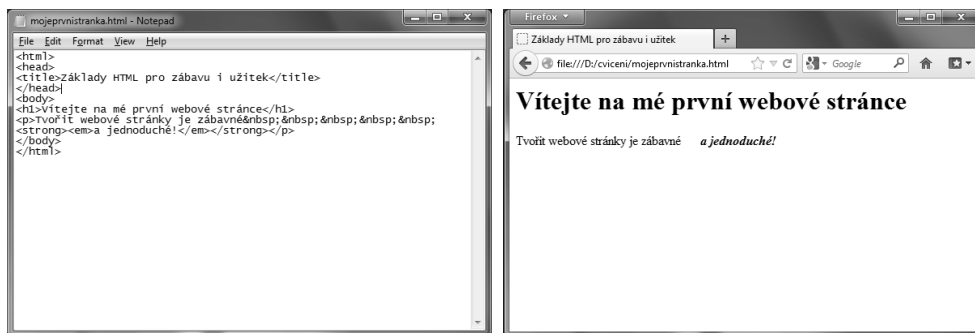 mojeprvnistranka.html - Notepad
File Edit Format View Help
<html>
<head>
<title>Základy HTML pro zábavu i užitek</title>
</head>
<body>
<h1>Vítejte na mé první webové stránce</h1>
<p>Tvořit webové stránky je zábavné&nbsp;&nbsp;&nbsp;&nbsp;&nbsp;
<strong><em>a jednoduché!</em></strong></p>
</body>
</html>
Firefox
Základy HTML pro zábavu i užitek
file:///D:/cviceni/mojeprvnistranka.html
Google
Vítejte na mé první webové stránce
Tvořit webové stránky je zábavné a jednoduché!